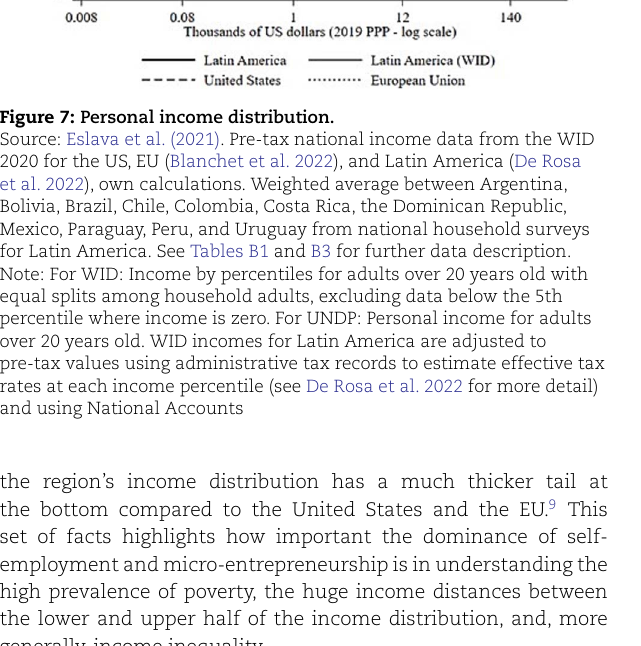 0.008 0.08 1 12 140
Thousands of US dollars (2019 PPP - log scale)
Latin America Latin America (WID)
United States European Union
Figure 7: Personal income distribution.
Source: Eslava et al. (2021). Pre-tax national income data from the WID
2020 for the US, EU (Blanchet et al. 2022), and Latin America (De Rosa
et al. 2022), own calculations. Weighted average between Argentina,
Bolivia, Brazil, Chile, Colombia, Costa Rica, the Dominican Republic,
Mexico, Paraguay, Peru, and Uruguay from national household surveys
for Latin America. See Tables B1 and B3 for further data description.
Note: For WID: Income by percentiles for adults over 20 years old with
equal splits among household adults, excluding data below the 5th
percentile where income is zero. For UNDP: Personal income for adults
over 20 years old. WID incomes for Latin America are adjusted to
pre-tax values using administrative tax records to estimate effective tax
rates at each income percentile (see De Rosa et al. 2022 for more detail)
and using National Accounts
the region's income distribution has a much thicker tail at
the bottom compared to the United States and the EU.9 This
set of facts highlights how important the dominance of self-
employment and micro-entrepreneurship is in understanding the
high prevalence of poverty, the huge income distances between
the lower and upper half of the income distribution, and, more
generally, income inequality